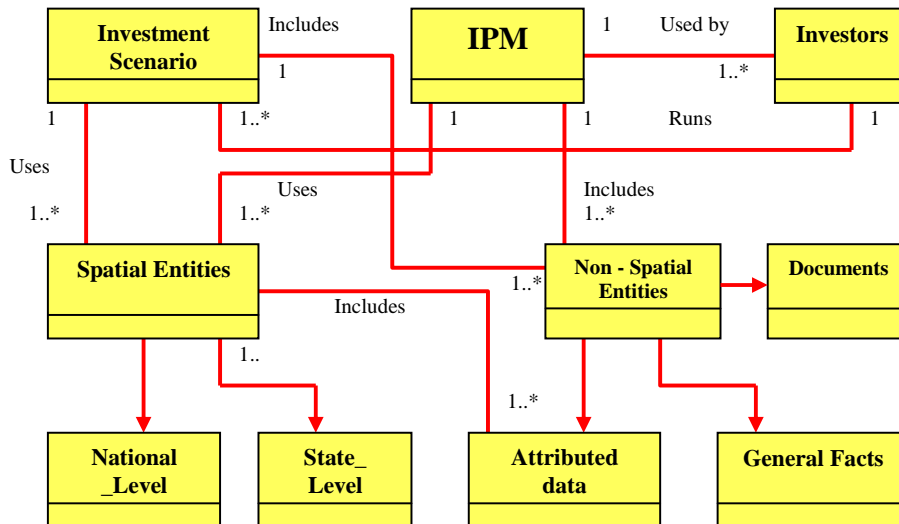 Includes
Investment
Scenario
IPM
1
Used by
Investors
1
1..*
1
1..*
1
1
Runs
1
Uses
Uses
Includes
1..*
1..*
1..*
Spatial Entities
Non - Spatial
Entities
Documents
1..*
Includes
1..
1..*
National
_Level
State_
Level
Attributed
data
General Facts